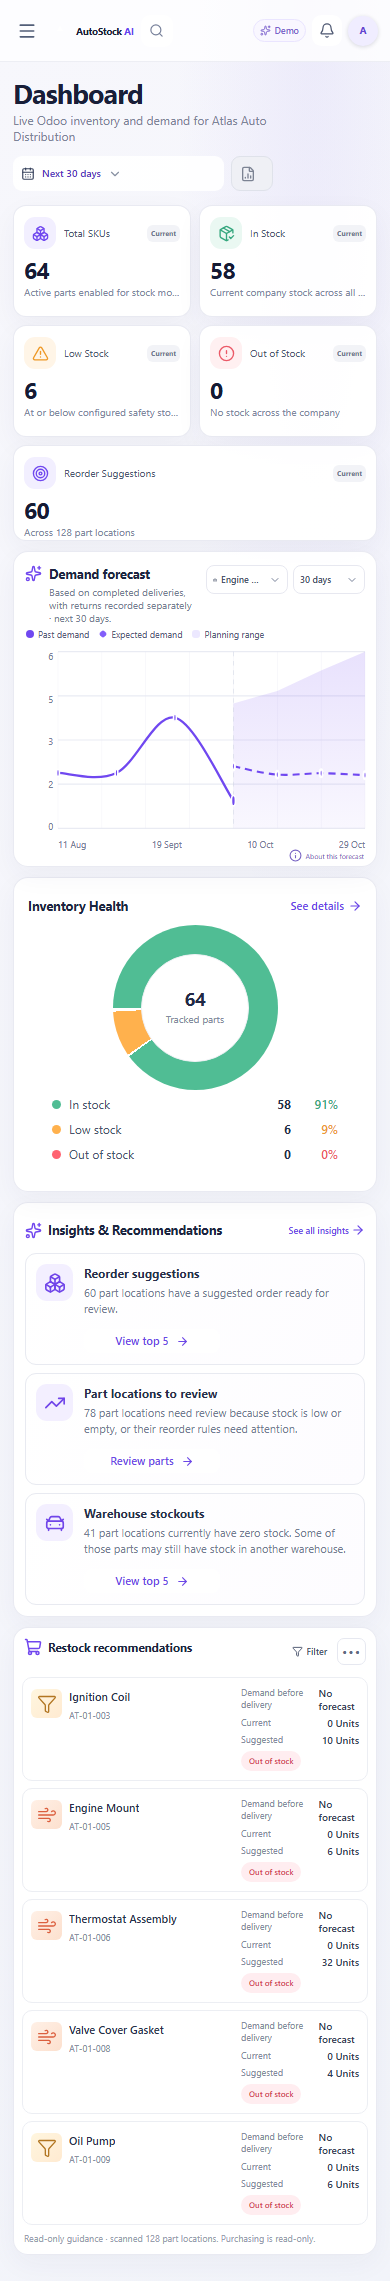 AutoStock AI
Demo
A
Dashboard
Live Odoo inventory and demand for Atlas Auto
Distribution
Next 30 days
Total SKUs
Current
64
Active parts enabled for stock mo...
In Stock
Current
58
Current company stock across all ...
Low Stock
Current
6
At or below configured safety sto...
Out of Stock
Current
0
No stock across the company
Reorder Suggestions
Current
60
Across 128 part locations
Demand forecast
Engine ...
30 days
Based on completed deliveries,
with returns recorded separately
· next 30 days.
Past demand
Expected demand
Planning range
6
5
3
2
0
11 Aug
19 Sept
10 Oct
29 Oct
About this forecast
Inventory Health
See details
64
Tracked parts
In stock 58 91%
Low stock 6 9%
Out of stock 0 0%
Insights & Recommendations
See all insights
Reorder suggestions
60 part locations have a suggested order ready for
review.
View top 5
Part locations to review
78 part locations need review because stock is low or
empty, or their reorder rules need attention.
Review parts
Warehouse stockouts
41 part locations currently have zero stock. Some of
those parts may still have stock in another warehouse.
View top 5
Restock recommendations
Filter
Ignition Coil
AT-01-003
Demand before
delivery
No
forecast
Current 0 Units
Suggested 10 Units
Out of stock
Engine Mount
AT-01-005
Demand before
delivery
No
forecast
Current 0 Units
Suggested 6 Units
Out of stock
Thermostat Assembly
AT-01-006
Demand before
delivery
No
forecast
Current 0 Units
Suggested 32 Units
Out of stock
Valve Cover Gasket
AT-01-008
Demand before
delivery
No
forecast
Current 0 Units
Suggested 4 Units
Out of stock
Oil Pump
AT-01-009
Demand before
delivery
No
forecast
Current 0 Units
Suggested 6 Units
Out of stock
Read-only guidance · scanned 128 part locations. Purchasing is read-only.